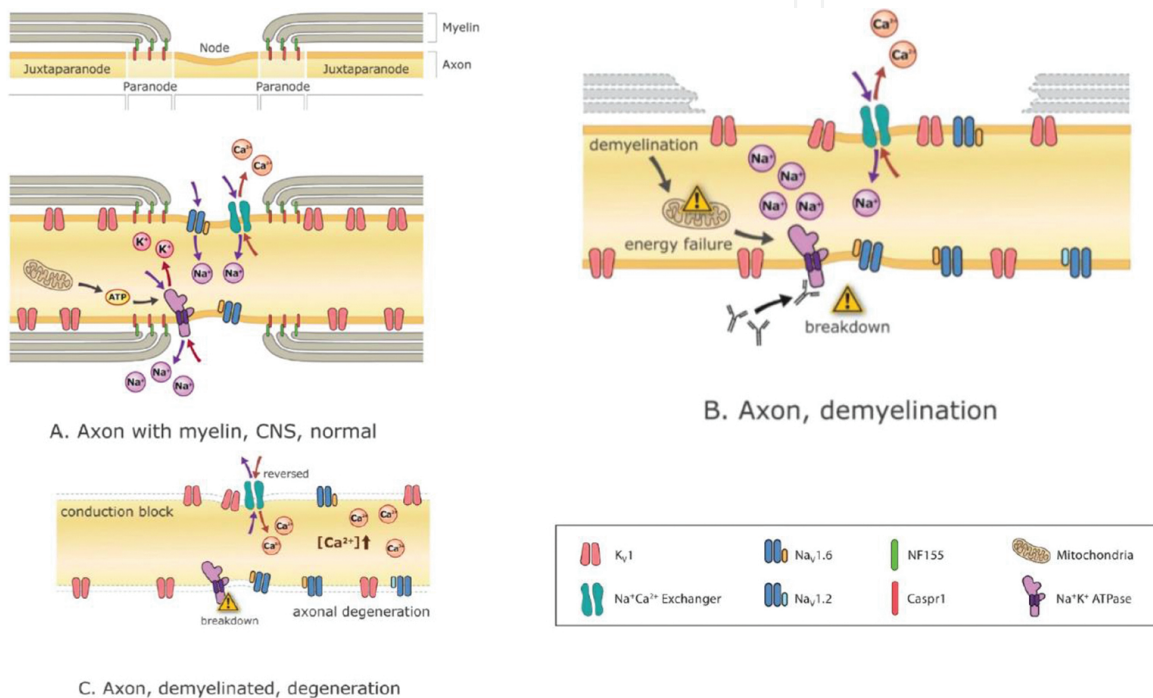 Myelin
Node
Axon
Juxtaparanode
Juxtaparanode
Paranode
Paranode
Ca²⁺
Ca²⁺
K⁺
K⁺
Na⁺
Na⁺
ATP
Na⁺
Na⁺
Na⁺
A. Axon with myelin, CNS, normal
Ca²⁺
Ca²⁺
demyelination
Na⁺
Na⁺
Na⁺
Na⁺
Na⁺
energy failure
breakdown
B. Axon, demyelination
reversed
conduction block
Ca²⁺
Ca²⁺
Ca²⁺
Ca²⁺
[Ca²⁺]↑
Ca²⁺
axonal degeneration
breakdown
C. Axon, demyelinated, degeneration
Kᵥ1
Naᵥ1.6
NF155
Mitochondria
Na⁺Ca²⁺ Exchanger
Naᵥ1.2
Caspr1
Na⁺K⁺ ATPase